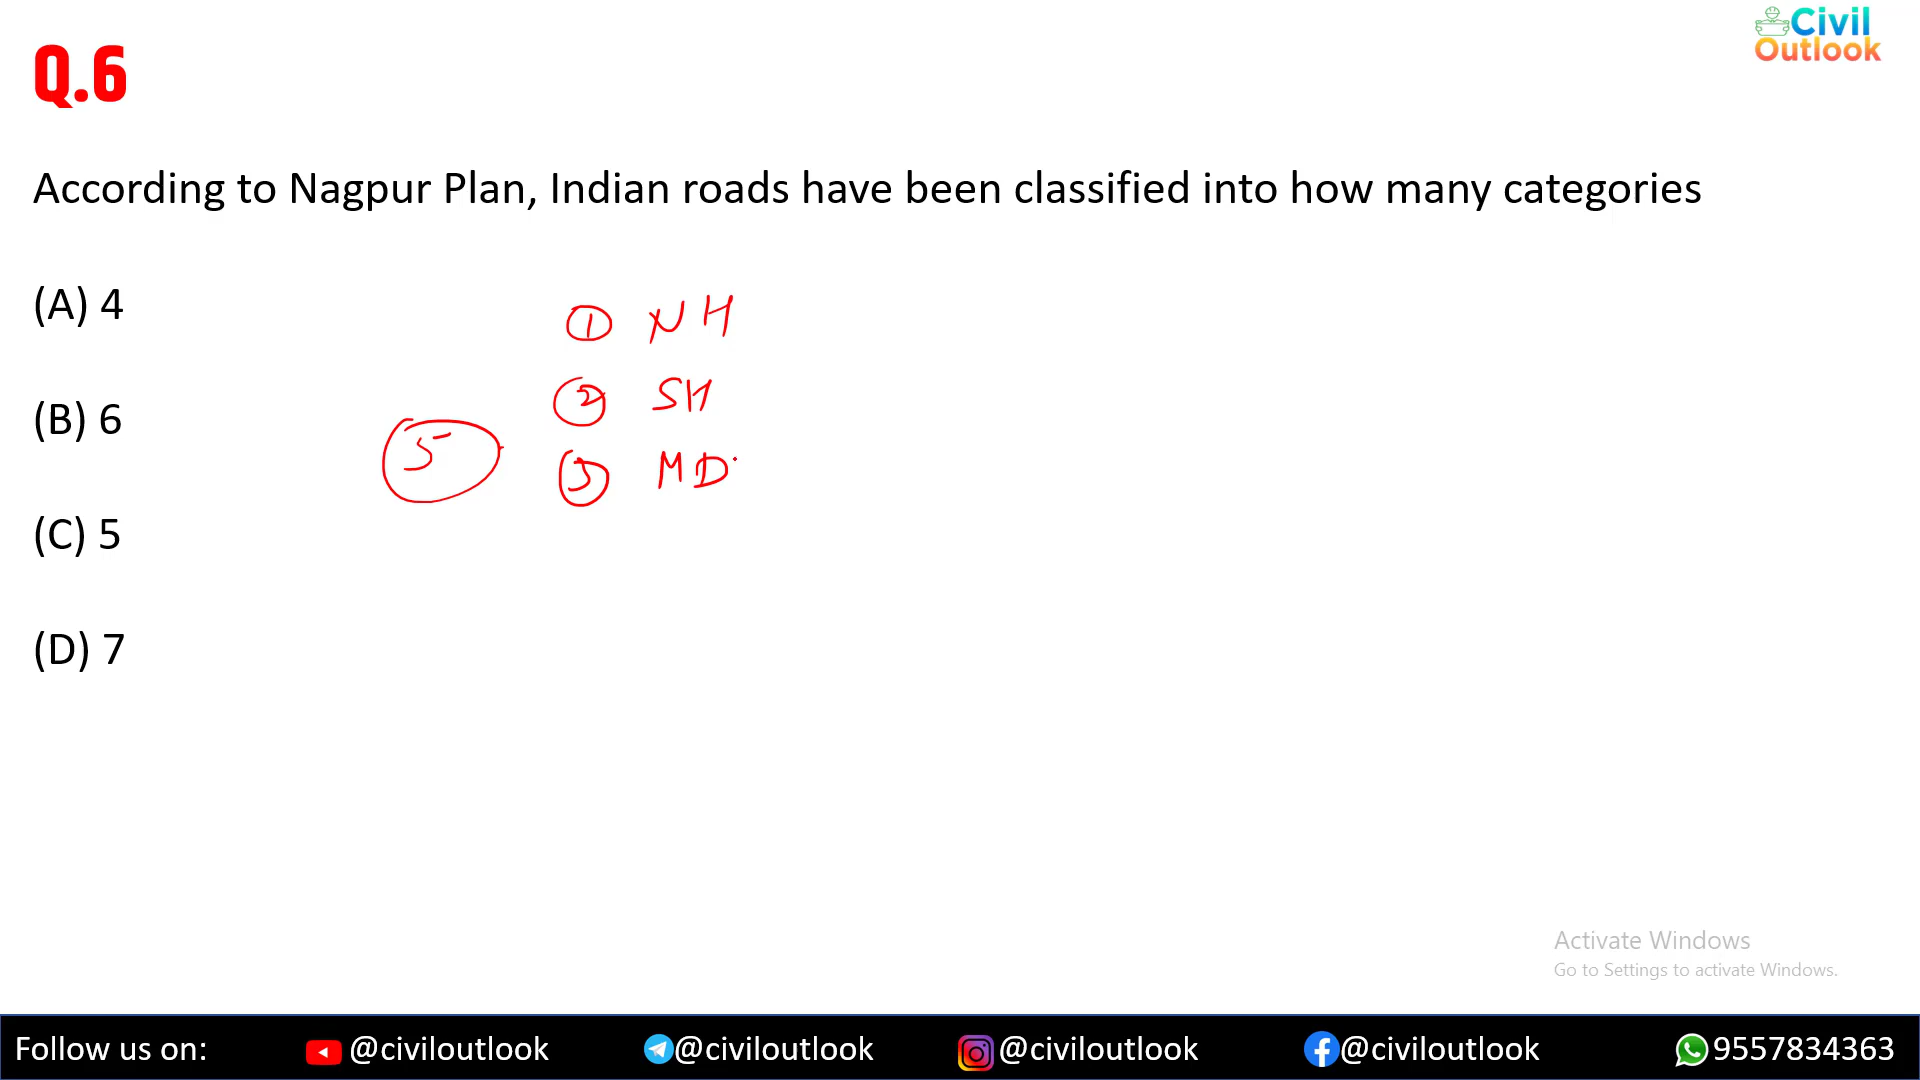 Civil
Outlook
Q.6
According to Nagpur Plan, Indian roads have been classified into how many categories
(A) 4
① NH
(B) 6
② SH
5
③ MD
(C) 5
(D) 7
Activate Windows
Go to Settings to activate Windows.
Follow us on: @civiloutlook @civiloutlook @civiloutlook @civiloutlook 9557834363